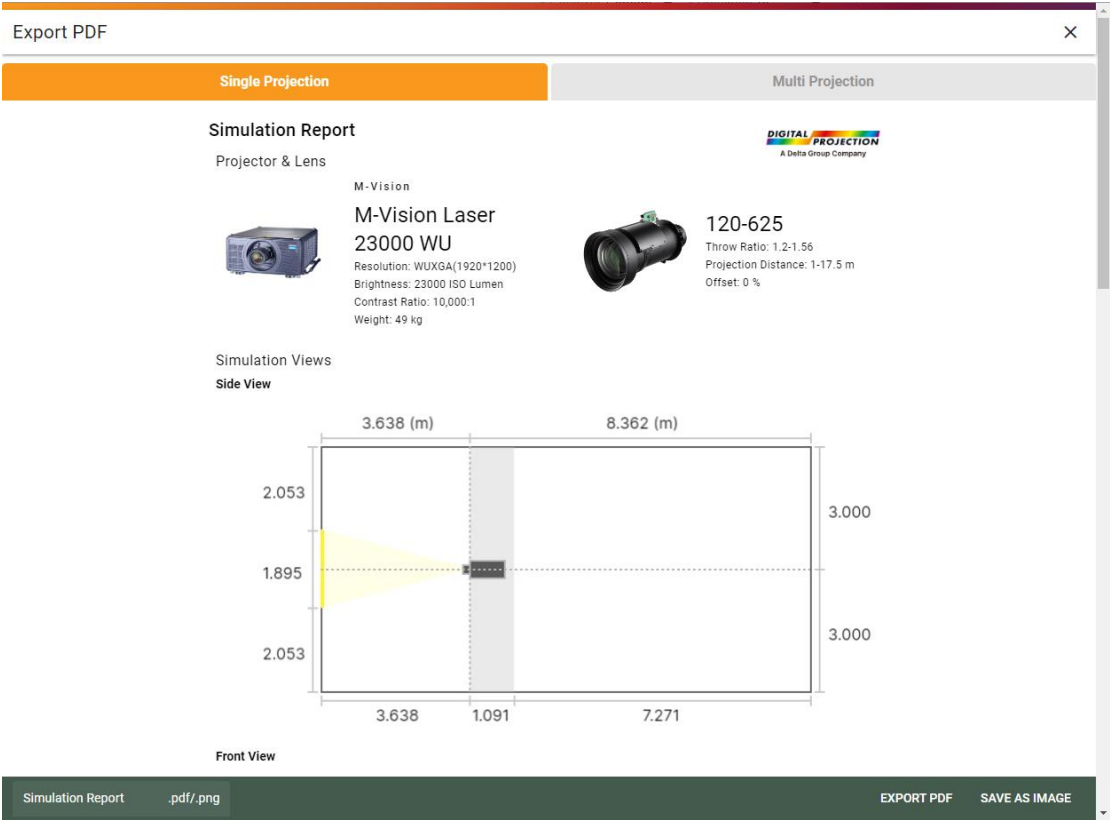 Export PDF
Single Projection
Multi Projection
Simulation Report
DIGITAL
PROJECTION
A Delta Group Company
Projector & Lens
M-Vision
M-Vision Laser
23000 WU
Resolution: WUXGA(1920*1200)
Brightness: 23000 ISO Lumen
Contrast Ratio: 10,000:1
Weight: 49 kg
120-625
Throw Ratio: 1.2-1.56
Projection Distance: 1-17.5 m
Offset: 0 %
Simulation Views
Side View
3.638 (m)
8.362 (m)
2.053
3.000
1.895
3.000
2.053
3.638
1.091
7.271
Front View
Simulation Report
.pdf/.png
EXPORT PDF
SAVE AS IMAGE